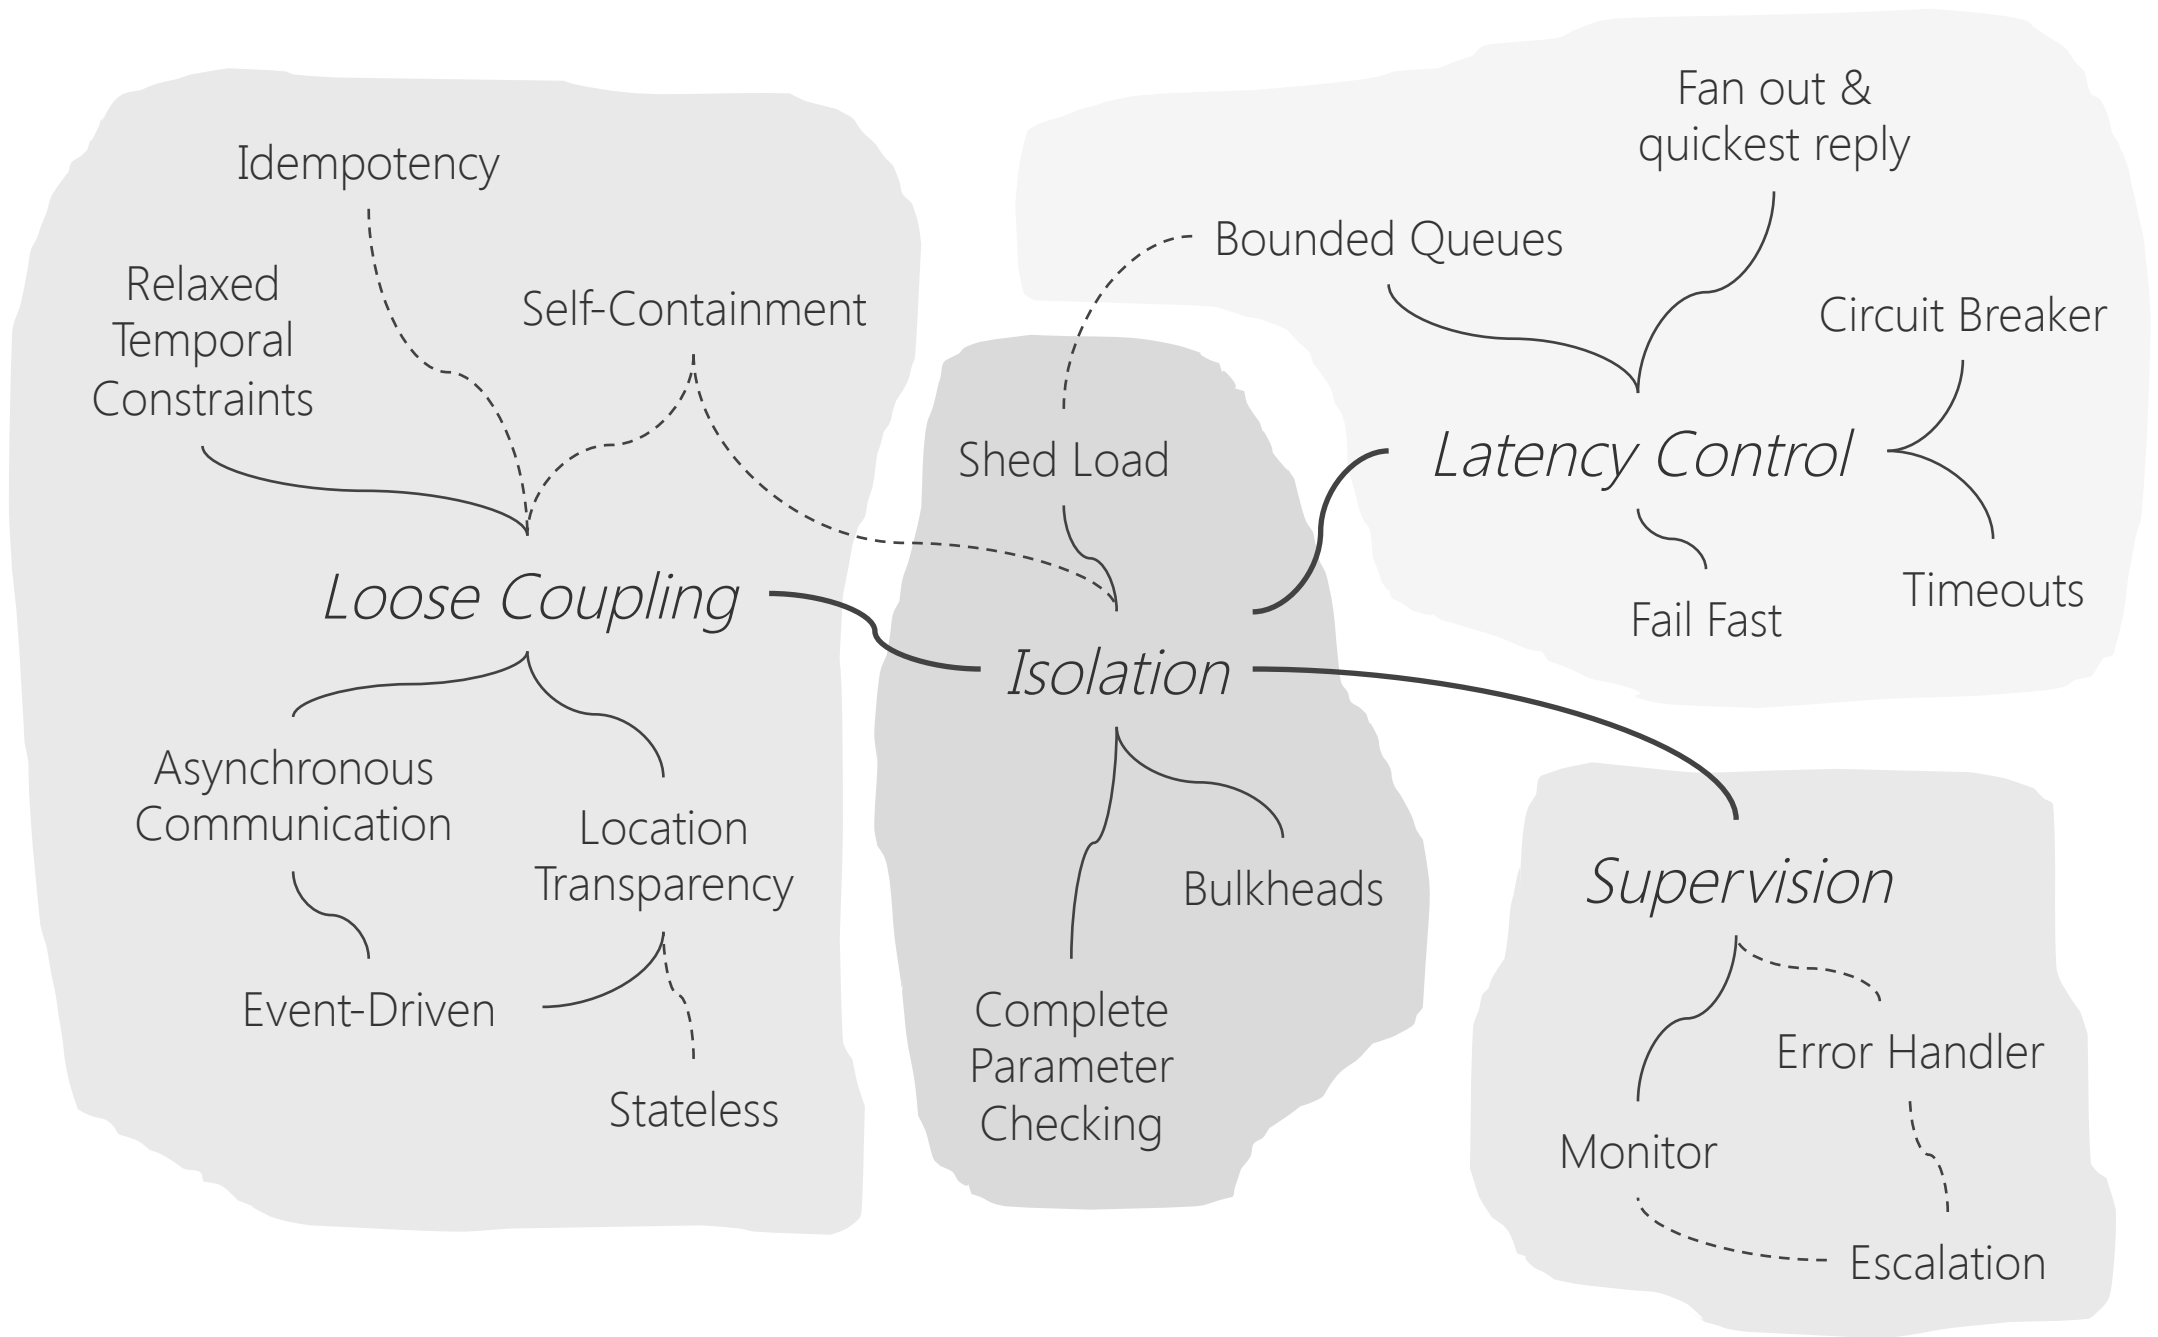 Idempotency
Relaxed
Temporal
Constraints
Self-Containment
Loose Coupling
Asynchronous
Communication
Location
Transparency
Event-Driven
Stateless
Shed Load
Isolation
Bulkheads
Complete
Parameter
Checking
Fan out &
quickest reply
Bounded Queues
Circuit Breaker
Latency Control
Fail Fast
Timeouts
Supervision
Error Handler
Monitor
Escalation